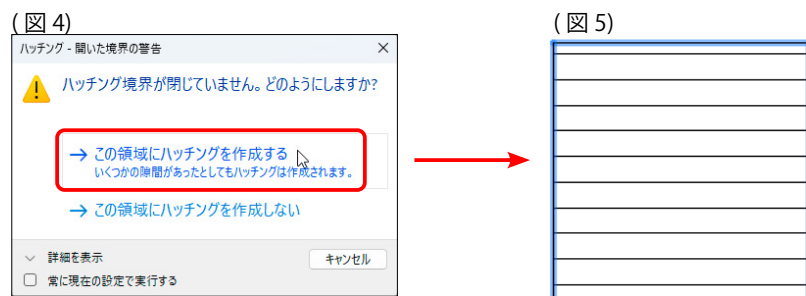 (図4)
ハッチング - 開いた境界の警告
ハッチング境界が閉じていません。どのようにしますか?
→ この領域にハッチングを作成する
いくつかの隙間があったとしてもハッチングは作成されます。
→ この領域にハッチングを作成しない
詳細を表示
キャンセル
常に現在の設定で実行する
(図5)